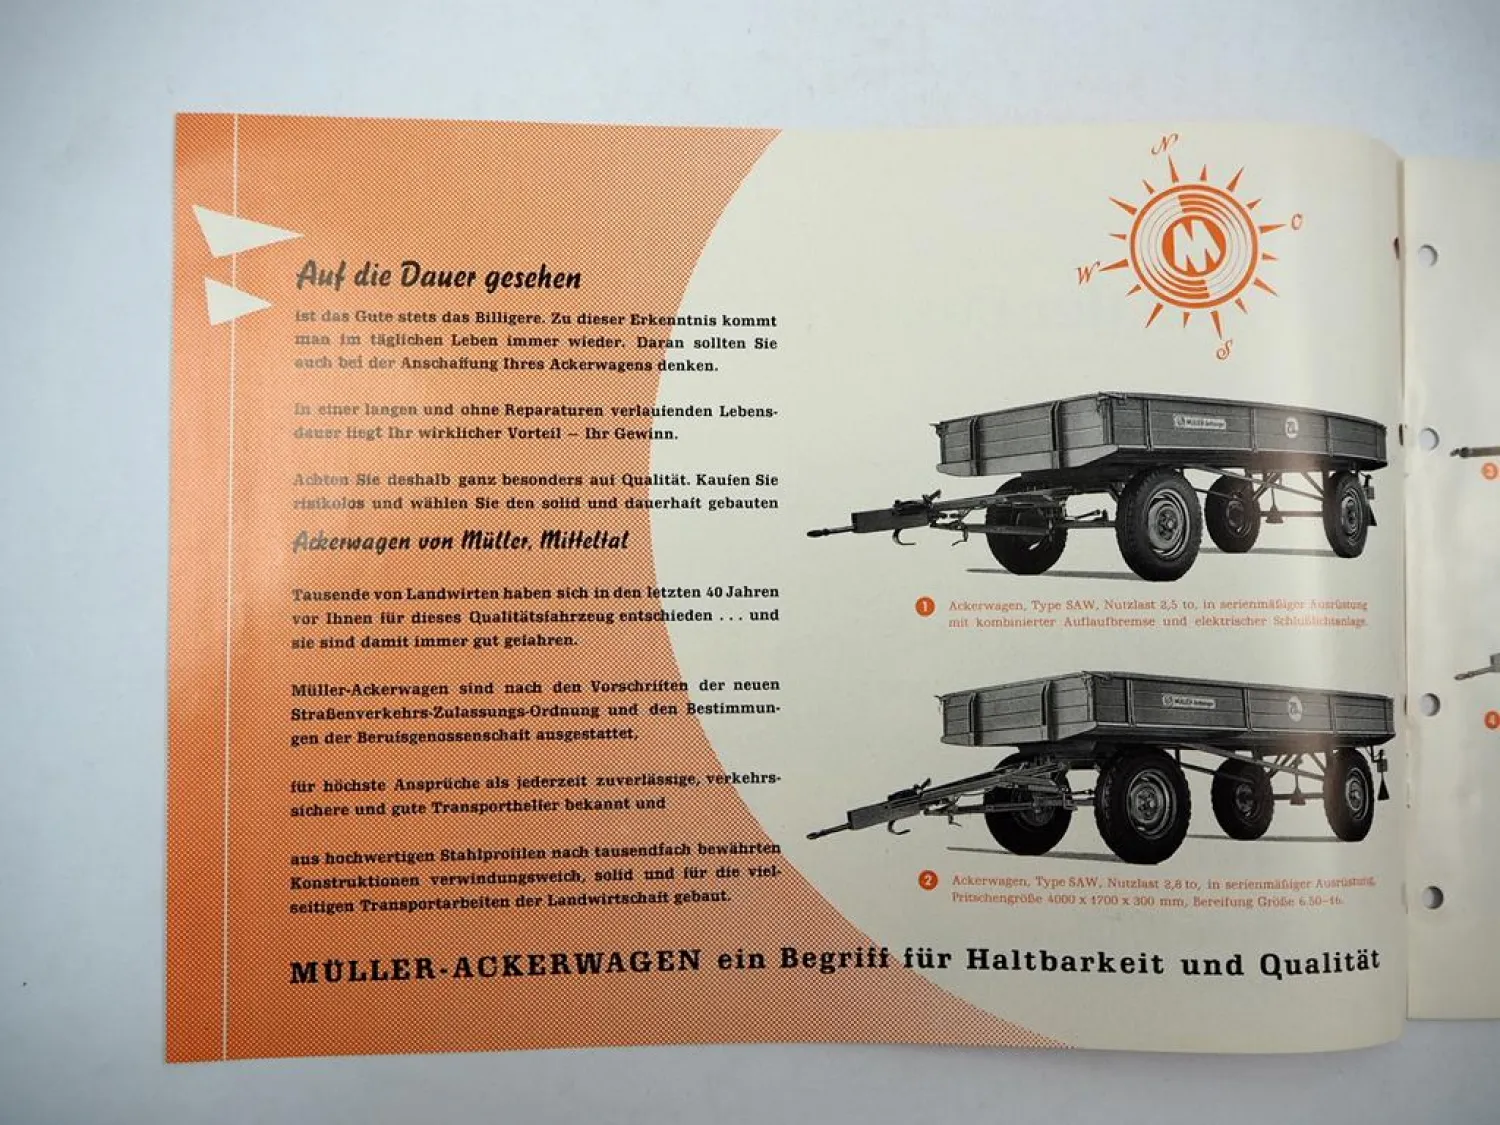 Auf die Dauer gesehen
ist das Gute stets das Billigere. Zu dieser Erkenntnis kommt
man im täglichen Leben immer wieder. Daran sollten Sie
auch bei der Anschaffung Ihres Ackerwagens denken.
In einer langen und ohne Reparaturen verlaufenden Lebens-
dauer liegt Ihr wirklicher Vorteil – Ihr Gewinn.
Achten Sie deshalb ganz besonders auf Qualität. Kaufen Sie
risikolos und wählen Sie den solid und dauerhaft gebauten
Ackerwagen von Müller, Mitteltal
Tausende von Landwirten haben sich in den letzten 40 Jahren
vor Ihnen für dieses Qualitätsfahrzeug entschieden . . . und
sie sind damit immer gut gefahren.
Müller-Ackerwagen sind nach den Vorschriften der neuen
Straßenverkehrs-Zulassungs-Ordnung und den Bestimmun-
gen der Berufsgenossenschaft ausgestattet,
für höchste Ansprüche als jederzeit zuverlässige, verkehrs-
sichere und gute Transporthelfer bekannt und
aus hochwertigen Stahlprofilen nach tausendfach bewährten
Konstruktionen verwindungsweich, solid und für die viel-
seitigen Transportarbeiten der Landwirtschaft gebaut.
N
O
W
M
S
MÜLLER Anhänger
1 Ackerwagen, Type SAW, Nutzlast 2,5 to, in serienmäßiger Ausrüstung
mit kombinierter Auflaufbremse und elektrischer Schlußlichtanlage.
MÜLLER Anhänger
2 Ackerwagen, Type SAW, Nutzlast 2,8 to, in serienmäßiger Ausrüstung,
Pritschengröße 4000 x 1700 x 300 mm, Bereifung Größe 6.50–16.
MÜLLER-ACKERWAGEN ein Begriff für Haltbarkeit und Qualität
3
4